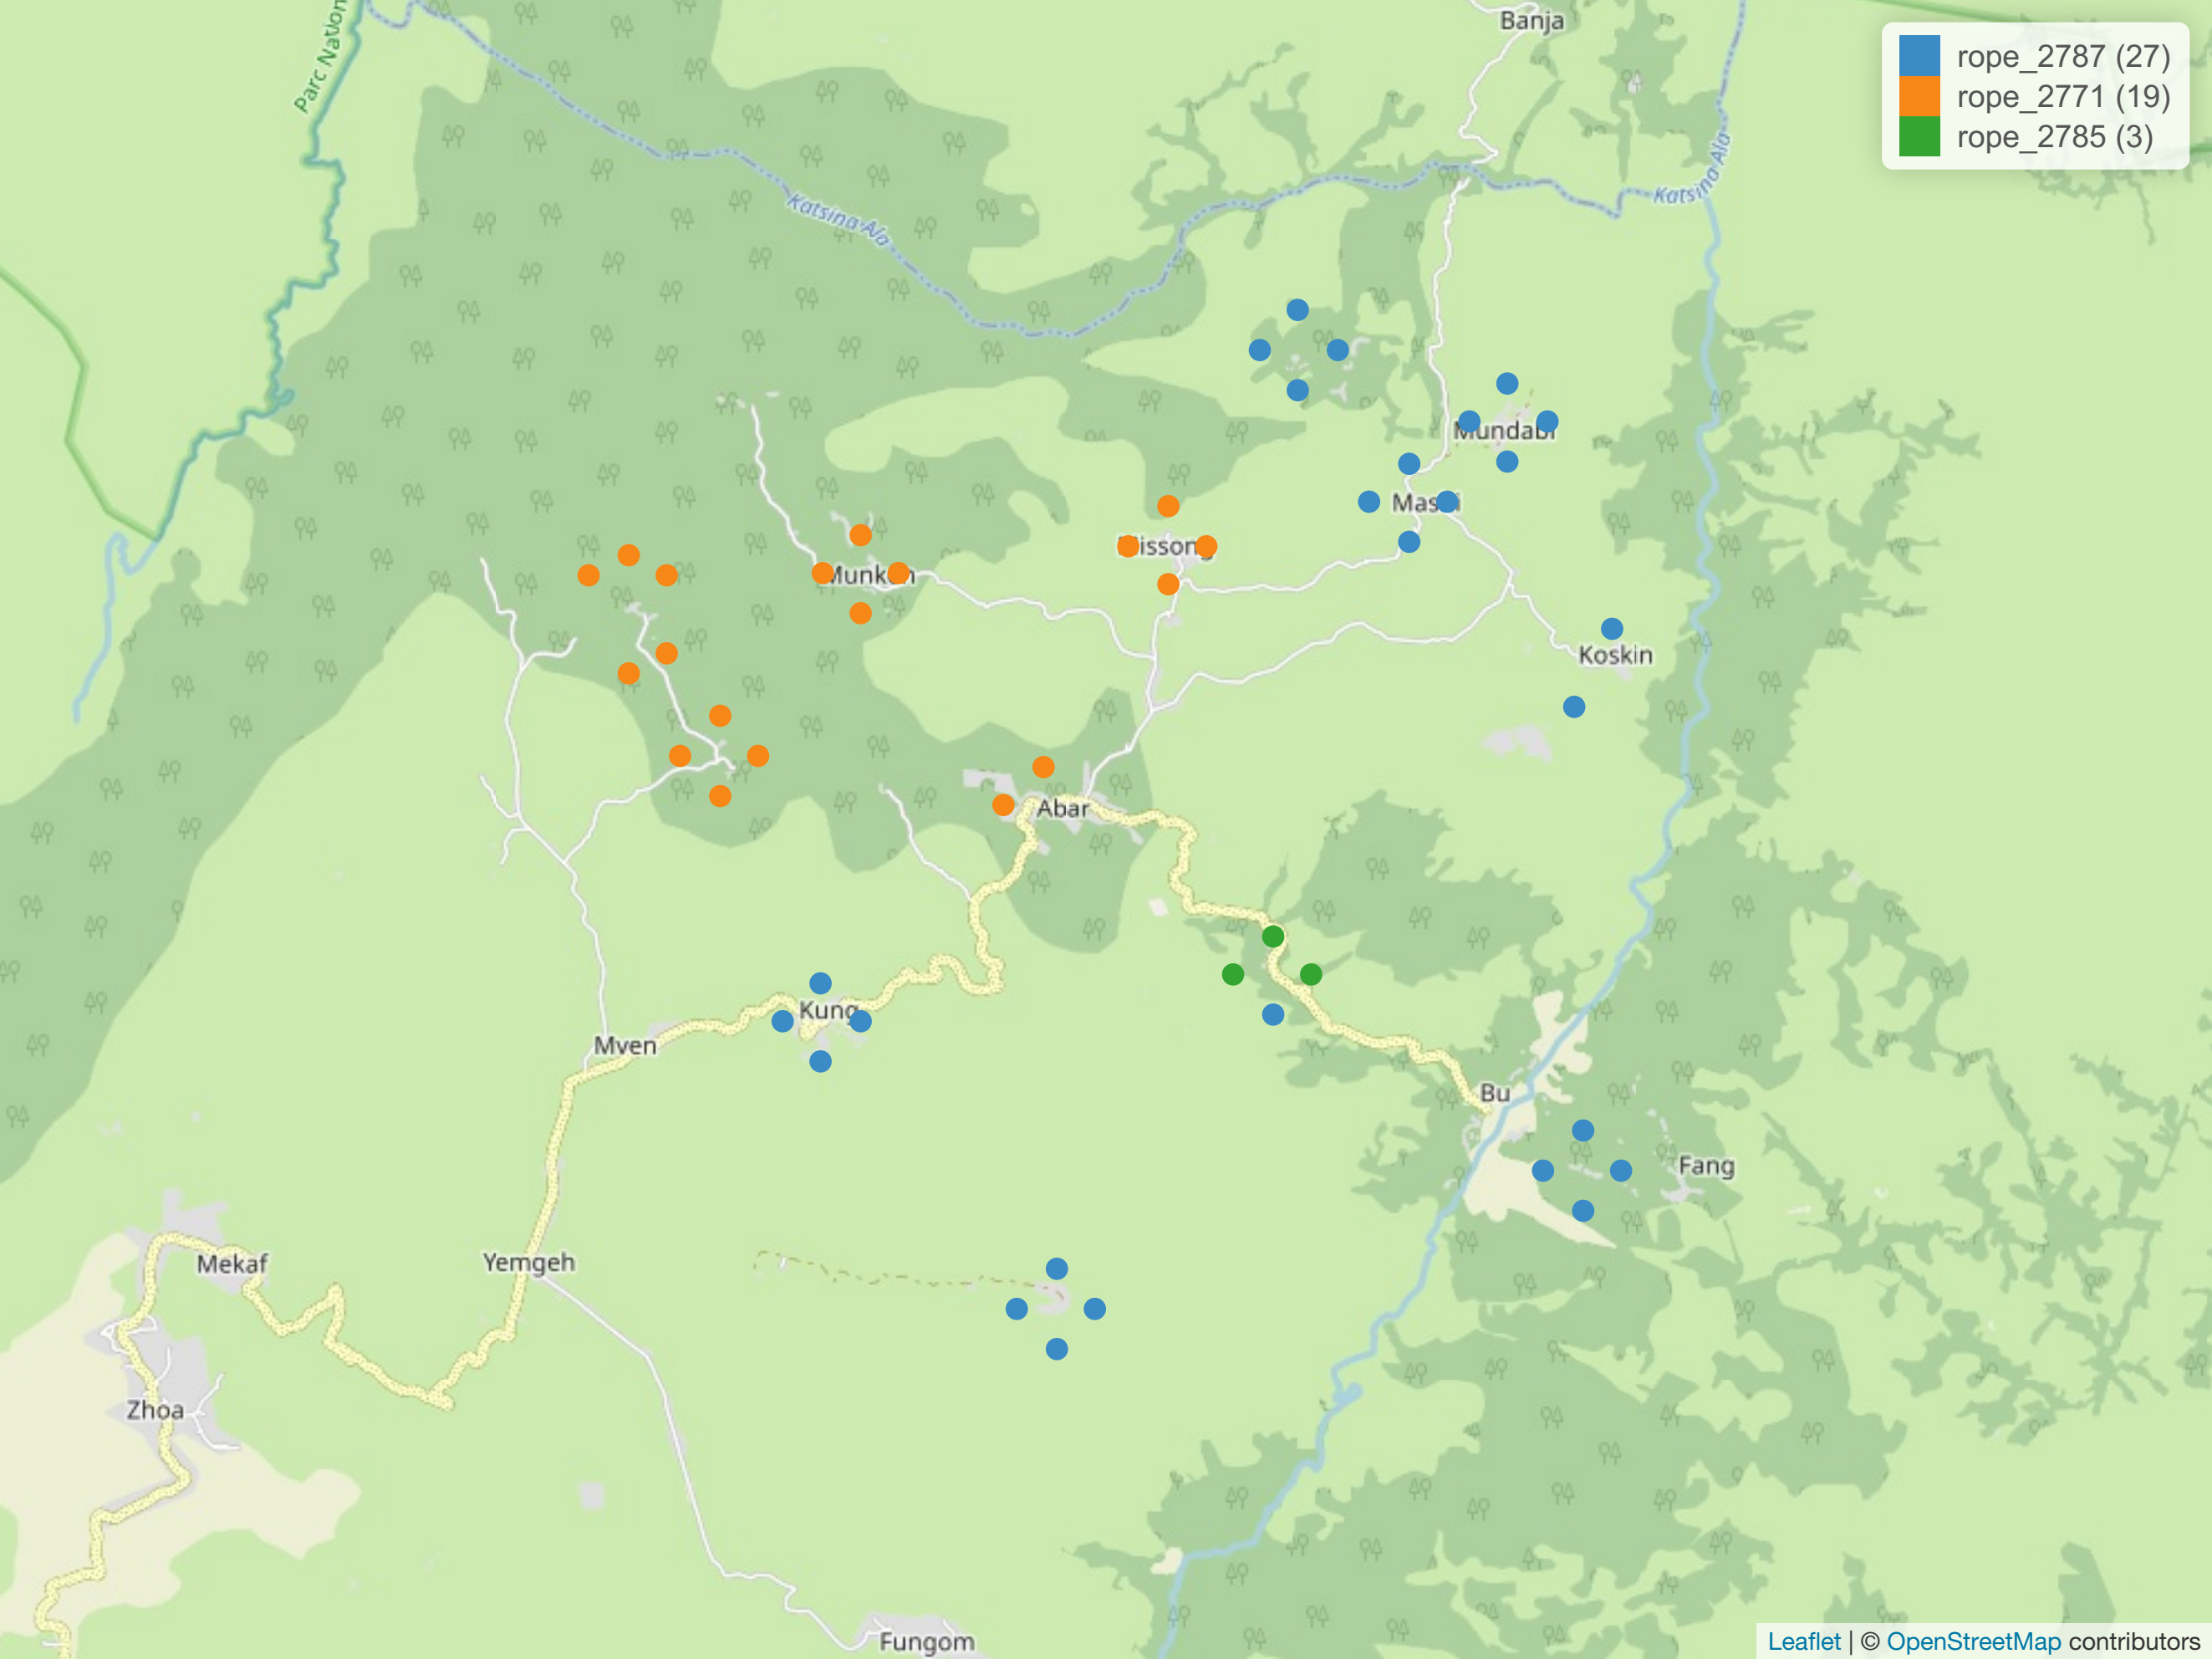 Banja
Parc Nation
rope_2787 (27)
rope_2771 (19)
rope_2785 (3)
Katsina Ala
Katsina-Ala
Mundabi
Koskin
Abar
Kung
Mven
Bu
Fang
Mekaf
Yemgeh
Zhoa
Fungom
Leaflet | © OpenStreetMap contributors